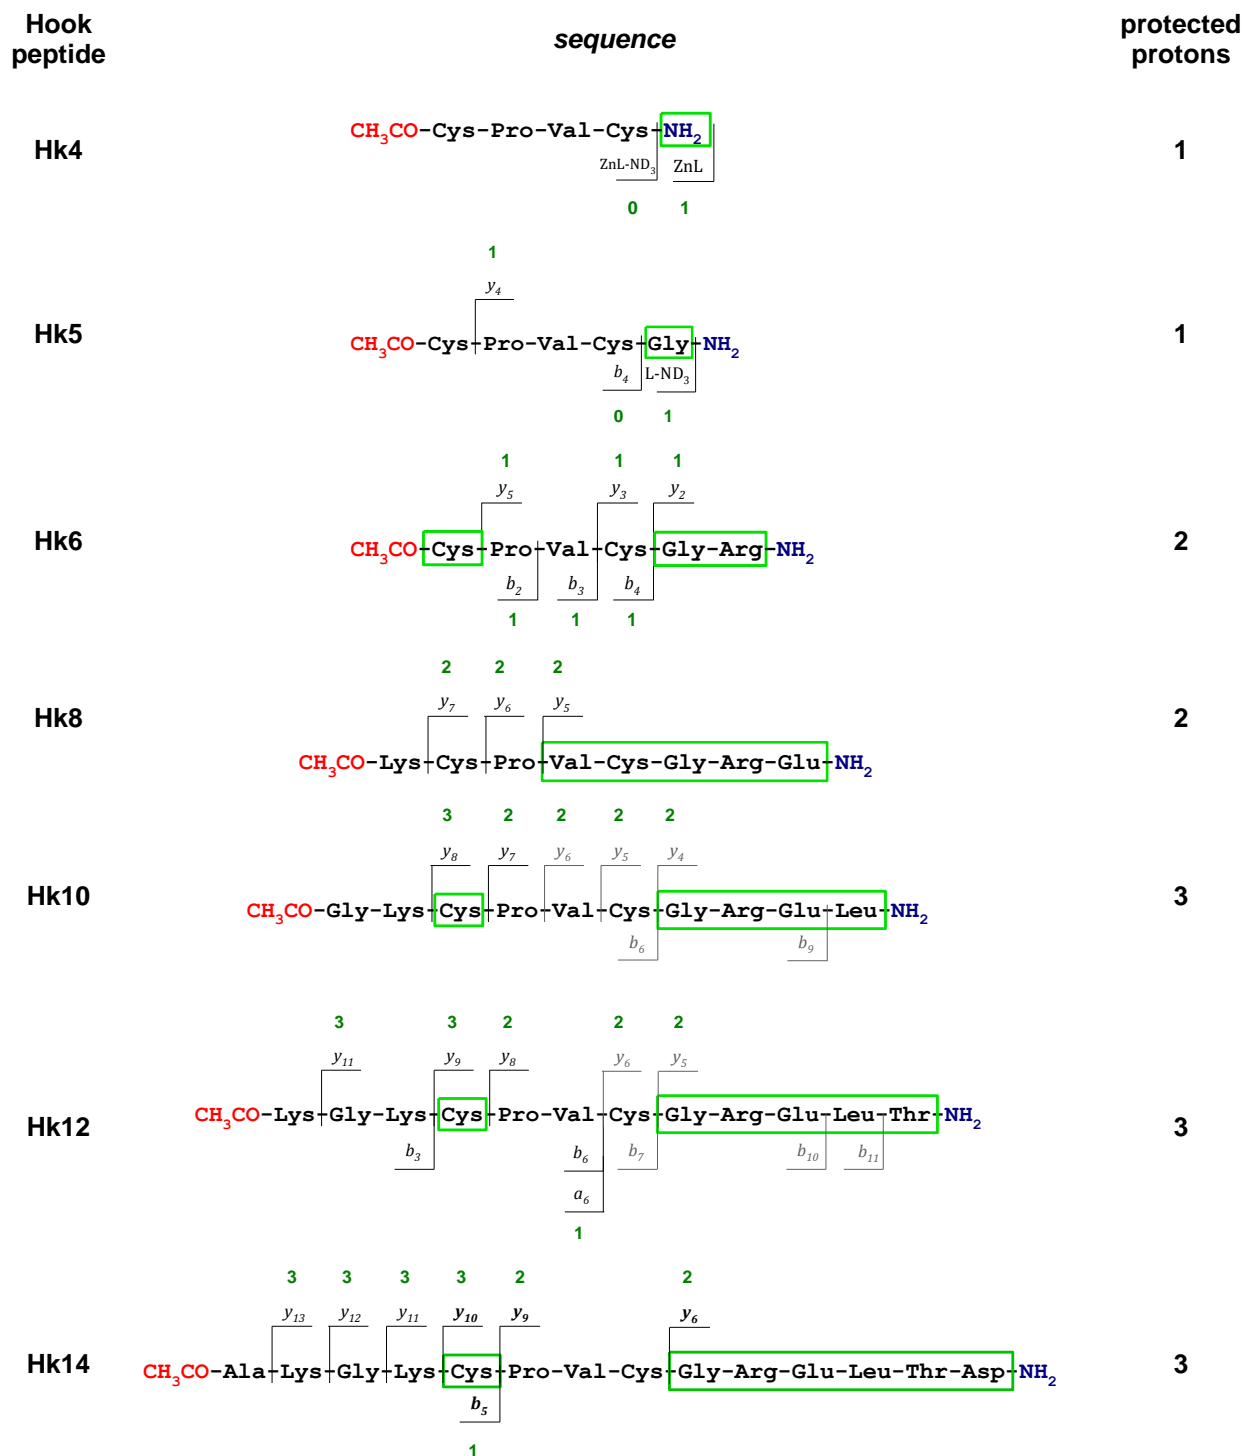 Hook peptide sequence protected protons
Hk4
CH3CO-Cys-Pro-Val-Cys-NH2
1
ZnL-ND3 ZnL
0 1
1
y4
Hk5
CH3CO-Cys-Pro-Val-Cys-Gly-NH2
1
b4 L-ND3
0 1
1 1 1
y5 y3 y2
Hk6
CH3CO-Cys-Pro-Val-Cys-Gly-Arg-NH2
2
b2 b3 b4
1 1 1
2 2 2
y7 y6 y5
Hk8
CH3CO-Lys-Cys-Pro-Val-Cys-Gly-Arg-Glu-NH2
2
3 2 2 2 2
y8 y7 y6 y5 y4
Hk10
CH3CO-Gly-Lys-Cys-Pro-Val-Cys-Gly-Arg-Glu-Leu-NH2
3
b6 b9
3 3 2 2 2
y11 y9 y8 y6 y5
Hk12
CH3CO-Lys-Gly-Lys-Cys-Pro-Val-Cys-Gly-Arg-Glu-Leu-Thr-NH2
3
b3 b6 b7 b10 b11
a6
1
3 3 3 3 2 2
y13 y12 y11 y10 y9 y6
Hk14
CH3CO-Ala-Lys-Gly-Lys-Cys-Pro-Val-Cys-Gly-Arg-Glu-Leu-Thr-Asp-NH2
3
b5
1